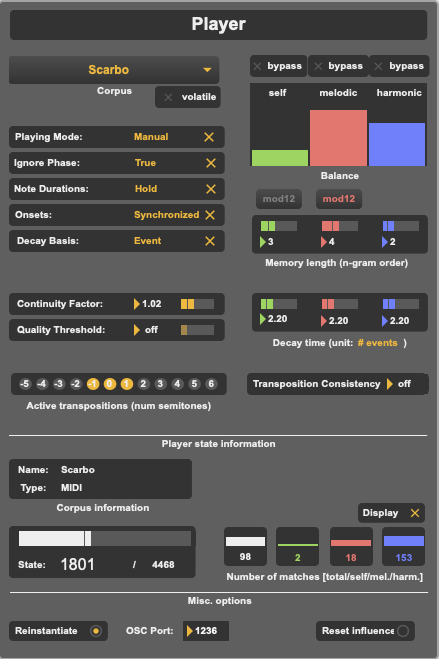 Player
Scarbo
Corpus
volatile
bypass bypass bypass
self melodic harmonic
Balance
Playing Mode: Manual
Ignore Phase: True
Note Durations: Hold
Onsets: Synchronized
Decay Basis: Event
mod12 mod12
3 4 2
Memory length (n-gram order)
Continuity Factor: 1.02
Quality Threshold: off
2.20 2.20 2.20
Decay time (unit: # events )
-5 -4 -3 -2 -1 0 1 2 3 4 5 6
Active transpositions (num semitones)
Transposition Consistency off
Player state information
Name: Scarbo
Type: MIDI
Corpus information
Display
State: 1801 / 4468
98 2 18 153
Number of matches [total/self/mel./harm.]
Misc. options
Reinstantiate
OSC Port: 1236
Reset influence